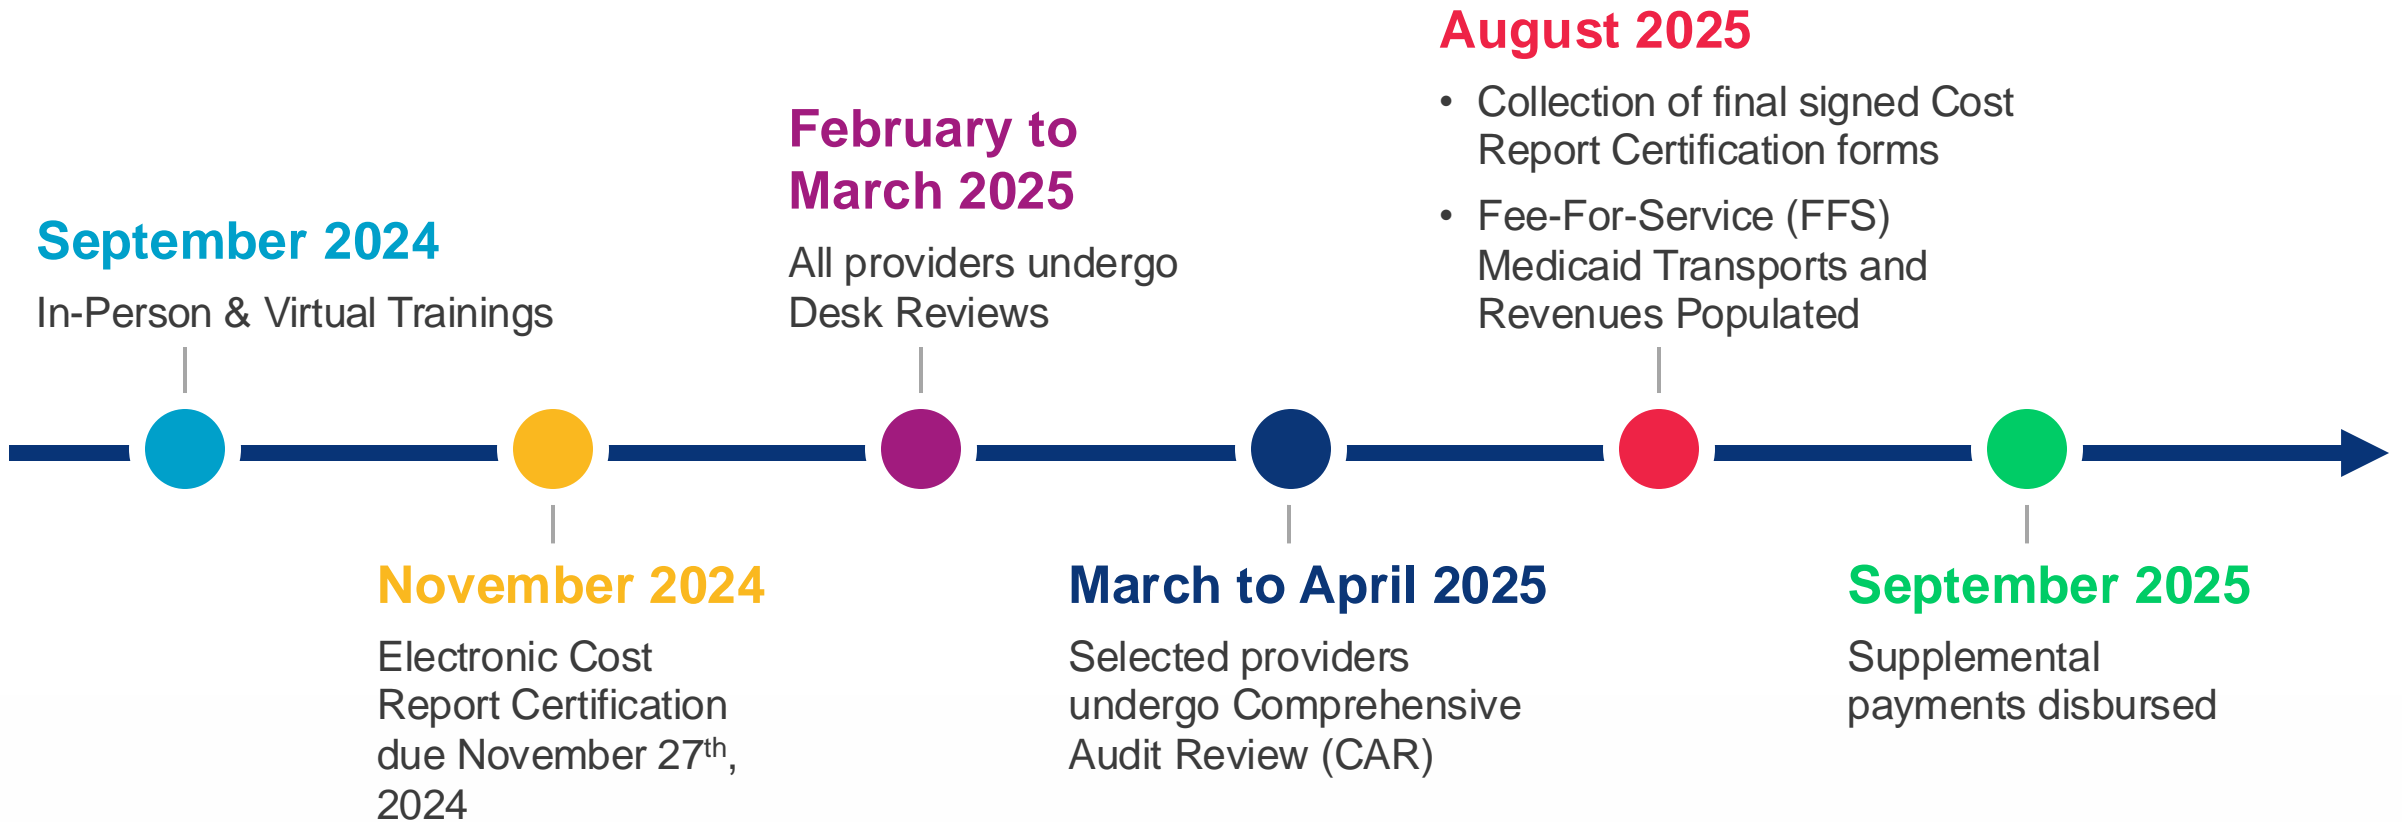 September 2024
In-Person & Virtual Trainings
November 2024
Electronic Cost
Report Certification
due November 27th,
2024
February to
March 2025
All providers undergo
Desk Reviews
March to April 2025
Selected providers
undergo Comprehensive
Audit Review (CAR)
August 2025
• Collection of final signed Cost
Report Certification forms
• Fee-For-Service (FFS)
Medicaid Transports and
Revenues Populated
September 2025
Supplemental
payments disbursed